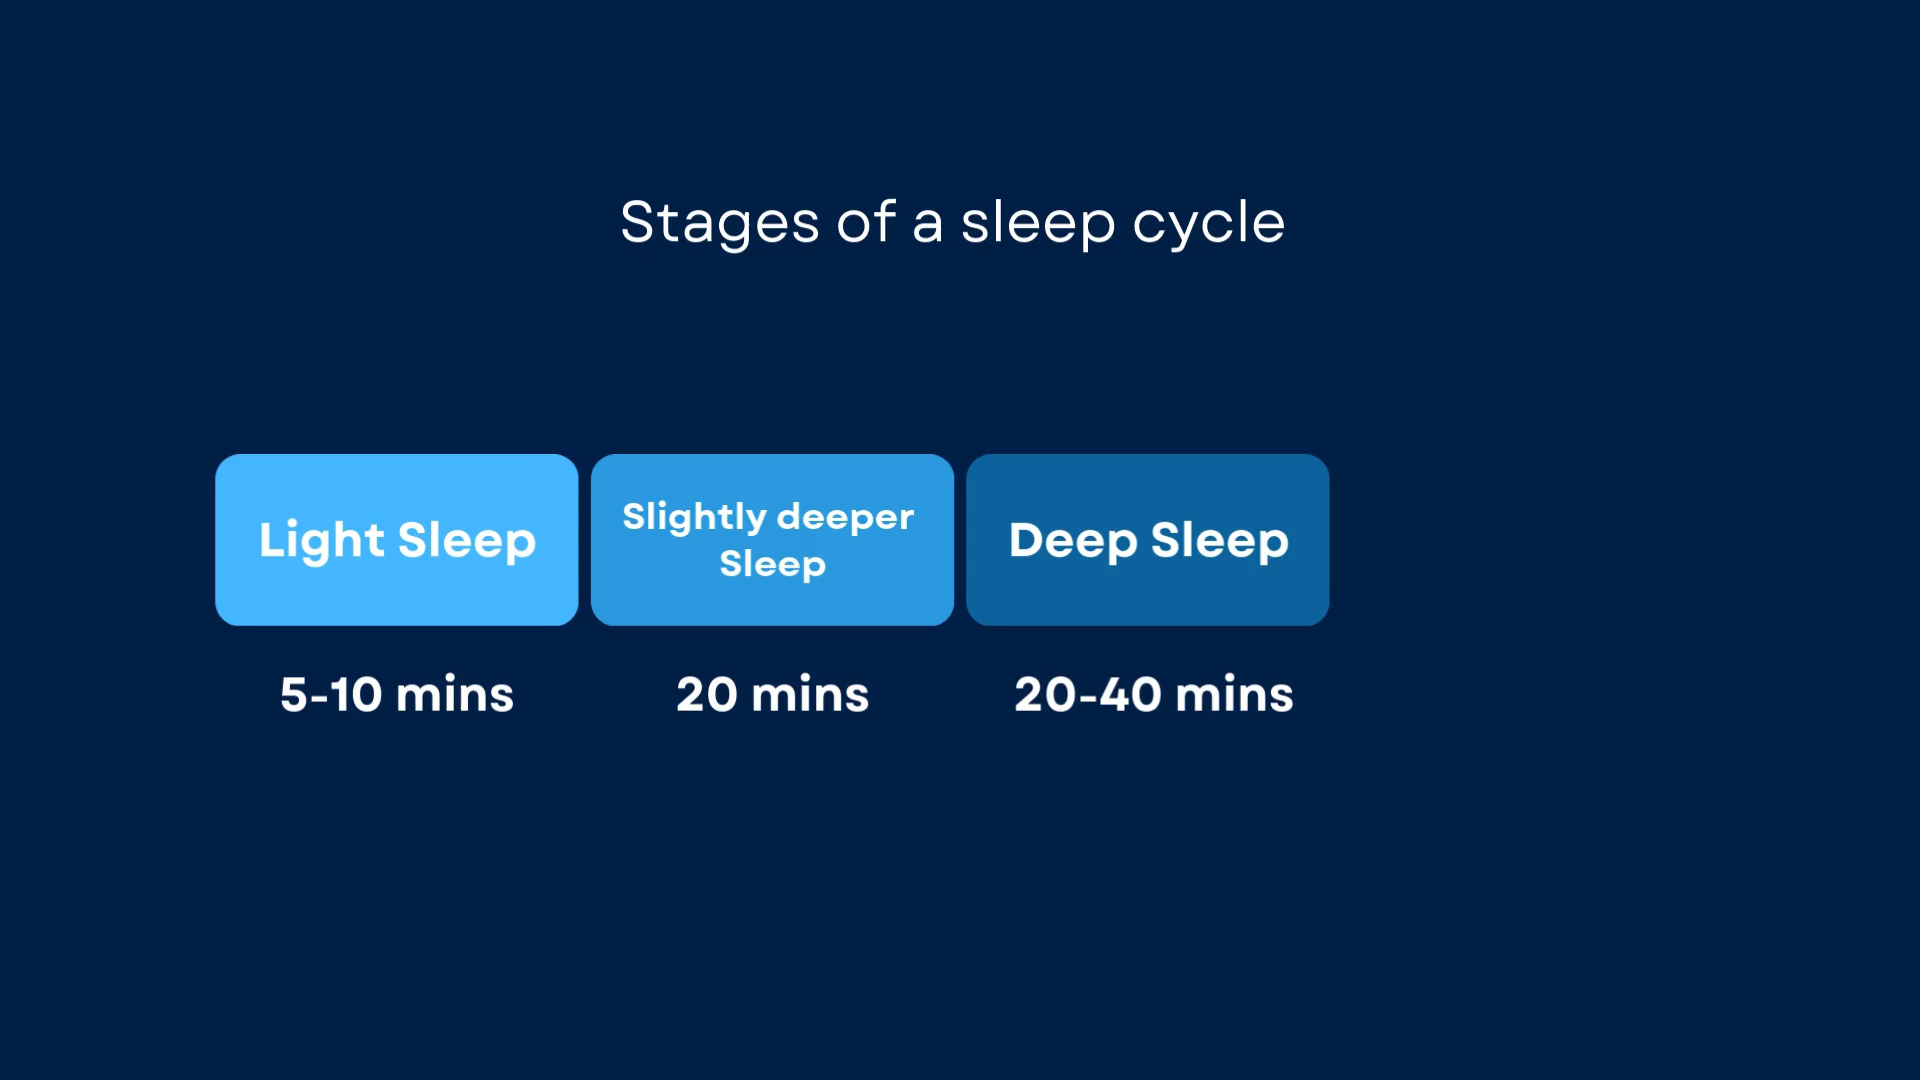 Stages of a sleep cycle
Light Sleep
Slightly deeper
Sleep
Deep Sleep
5-10 mins
20 mins
20-40 mins